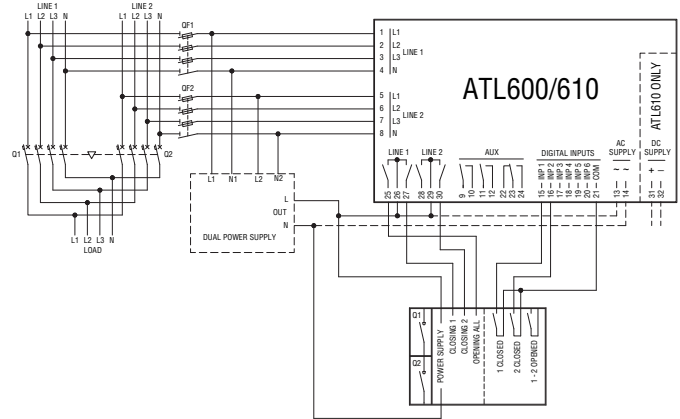 LINE 1
L1 L2 L3 N
LINE 2
L1 L2 L3 N
QF1
QF2
1 L1
2 L2
3 L3
4 N
LINE 1
5 L1
6 L2
7 L3
8 N
LINE 2
ATL600/610
ATL610 ONLY
LINE 1
LINE 2
AUX
DIGITAL INPUTS
AC SUPPLY
DC SUPPLY
~ ~
+ –
25
26
27
28
29
30
9
10
11
12
22
23
24
15 – INP 1
16 – INP 2
17 – INP 3
18 – INP 4
19 – INP 5
20 – INP 6
21 – COM
13
14
31
32
Q1
Q2
L1 L2 L3 N
LOAD
L1 N1 L2 N2
L
OUT
N
DUAL POWER SUPPLY
Q1
Q2
POWER SUPPLY
CLOSING 1
CLOSING 2
OPENING ALL
1 CLOSED
2 CLOSED
1 - 2 OPENED